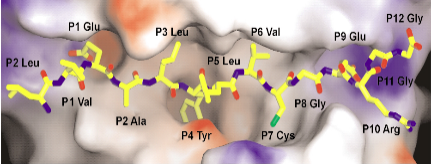 P1 Glu
P2 Leu
P1 Val
P2 Ala
P3 Leu
P4 Tyr
P5 Leu
P6 Val
P7 Cys
P8 Gly
P9 Glu
P10 Arg
P11 Gly
P12 Gly